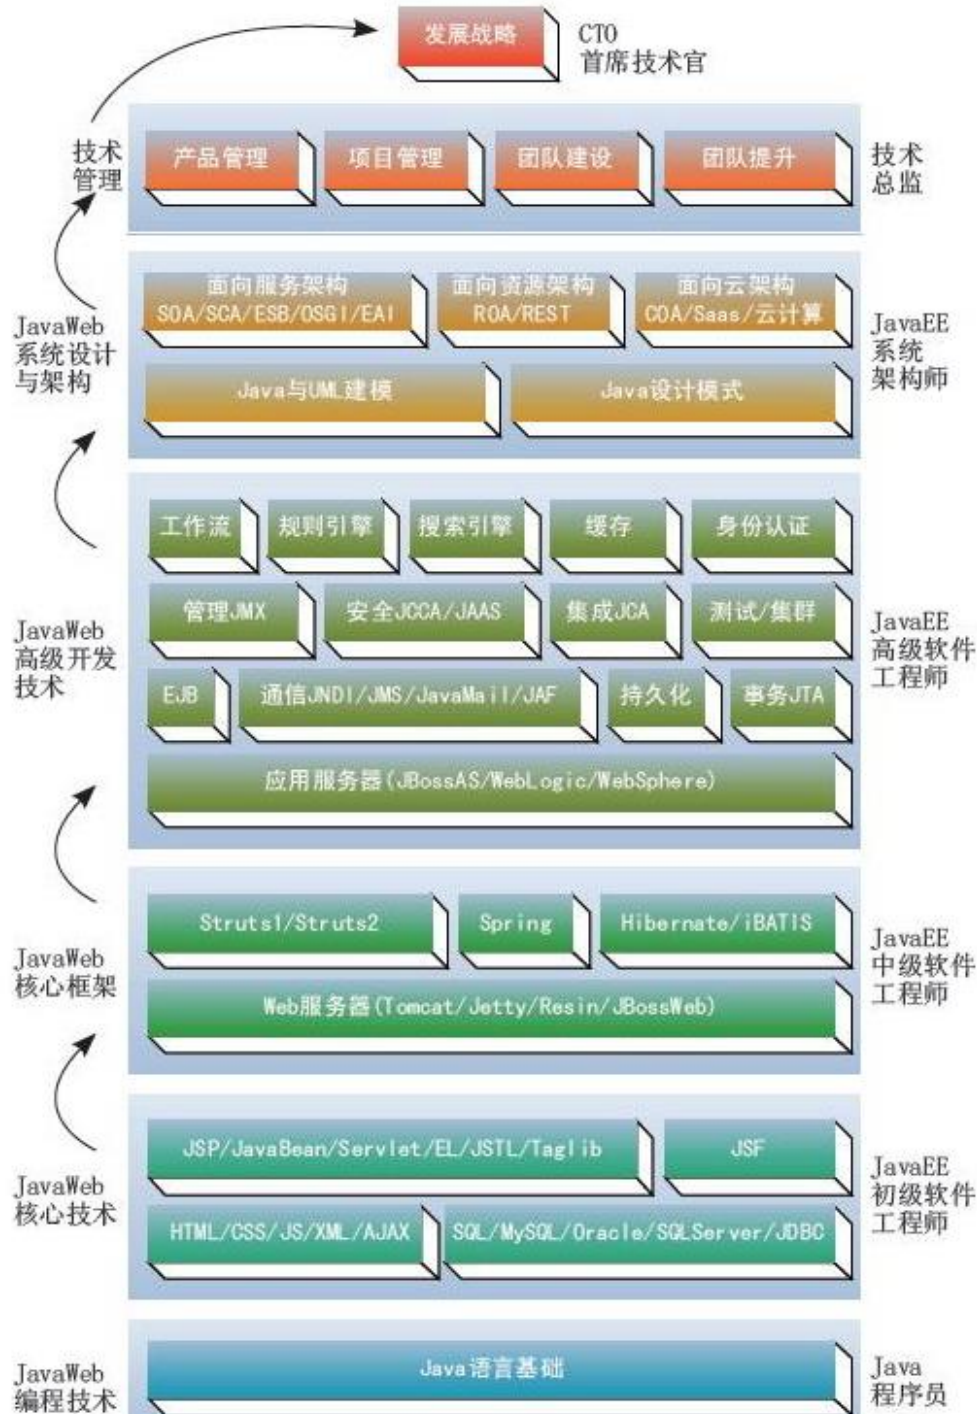 发展战略
CTO
首席技术官
技术
管理
产品管理
项目管理
团队建设
团队提升
技术
总监
JavaWeb
系统设计
与架构
面向服务架构
SOA/SCA/ESB/OSGI/EAI
面向资源架构
ROA/REST
面向云架构
COA/Saas/云计算
Java与UML建模
Java设计模式
JavaEE
系统
架构师
JavaWeb
高级开发
技术
工作流
规则引擎
搜索引擎
缓存
身份认证
管理JMX
安全JCCA/JAAS
集成JCA
测试/集群
EJB
通信JNDI/JMS/JavaMail/JAF
持久化
事务JTA
应用服务器(JBossAS/WebLogic/WebSphere)
JavaEE
高级软件
工程师
JavaWeb
核心框架
Struts1/Struts2
Spring
Hibernate/iBATIS
Web服务器(Tomcat/Jetty/Resin/JBossWeb)
JavaEE
中级软件
工程师
JavaWeb
核心技术
JSP/JavaBean/Servlet/EL/JSTL/Taglib
JSF
HTML/CSS/JS/XML/AJAX
SQL/MySQL/Oracle/SQLServer/JDBC
JavaEE
初级软件
工程师
JavaWeb
编程技术
Java语言基础
Java
程序员